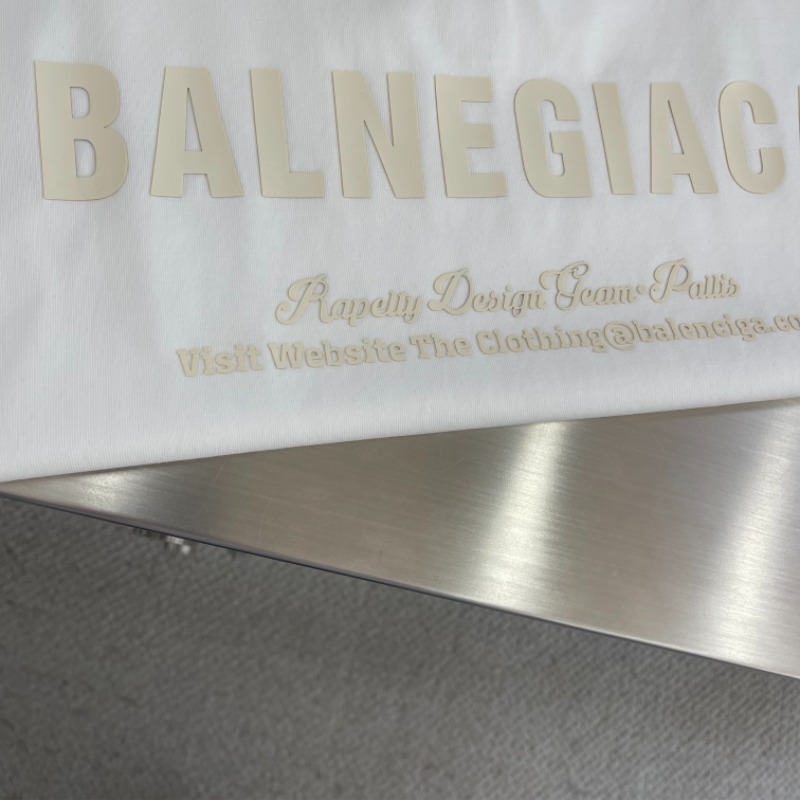 BALNEGIAC
Rapelly Design Geam·Pallis
Visit Website The Clothing@balenciga.co